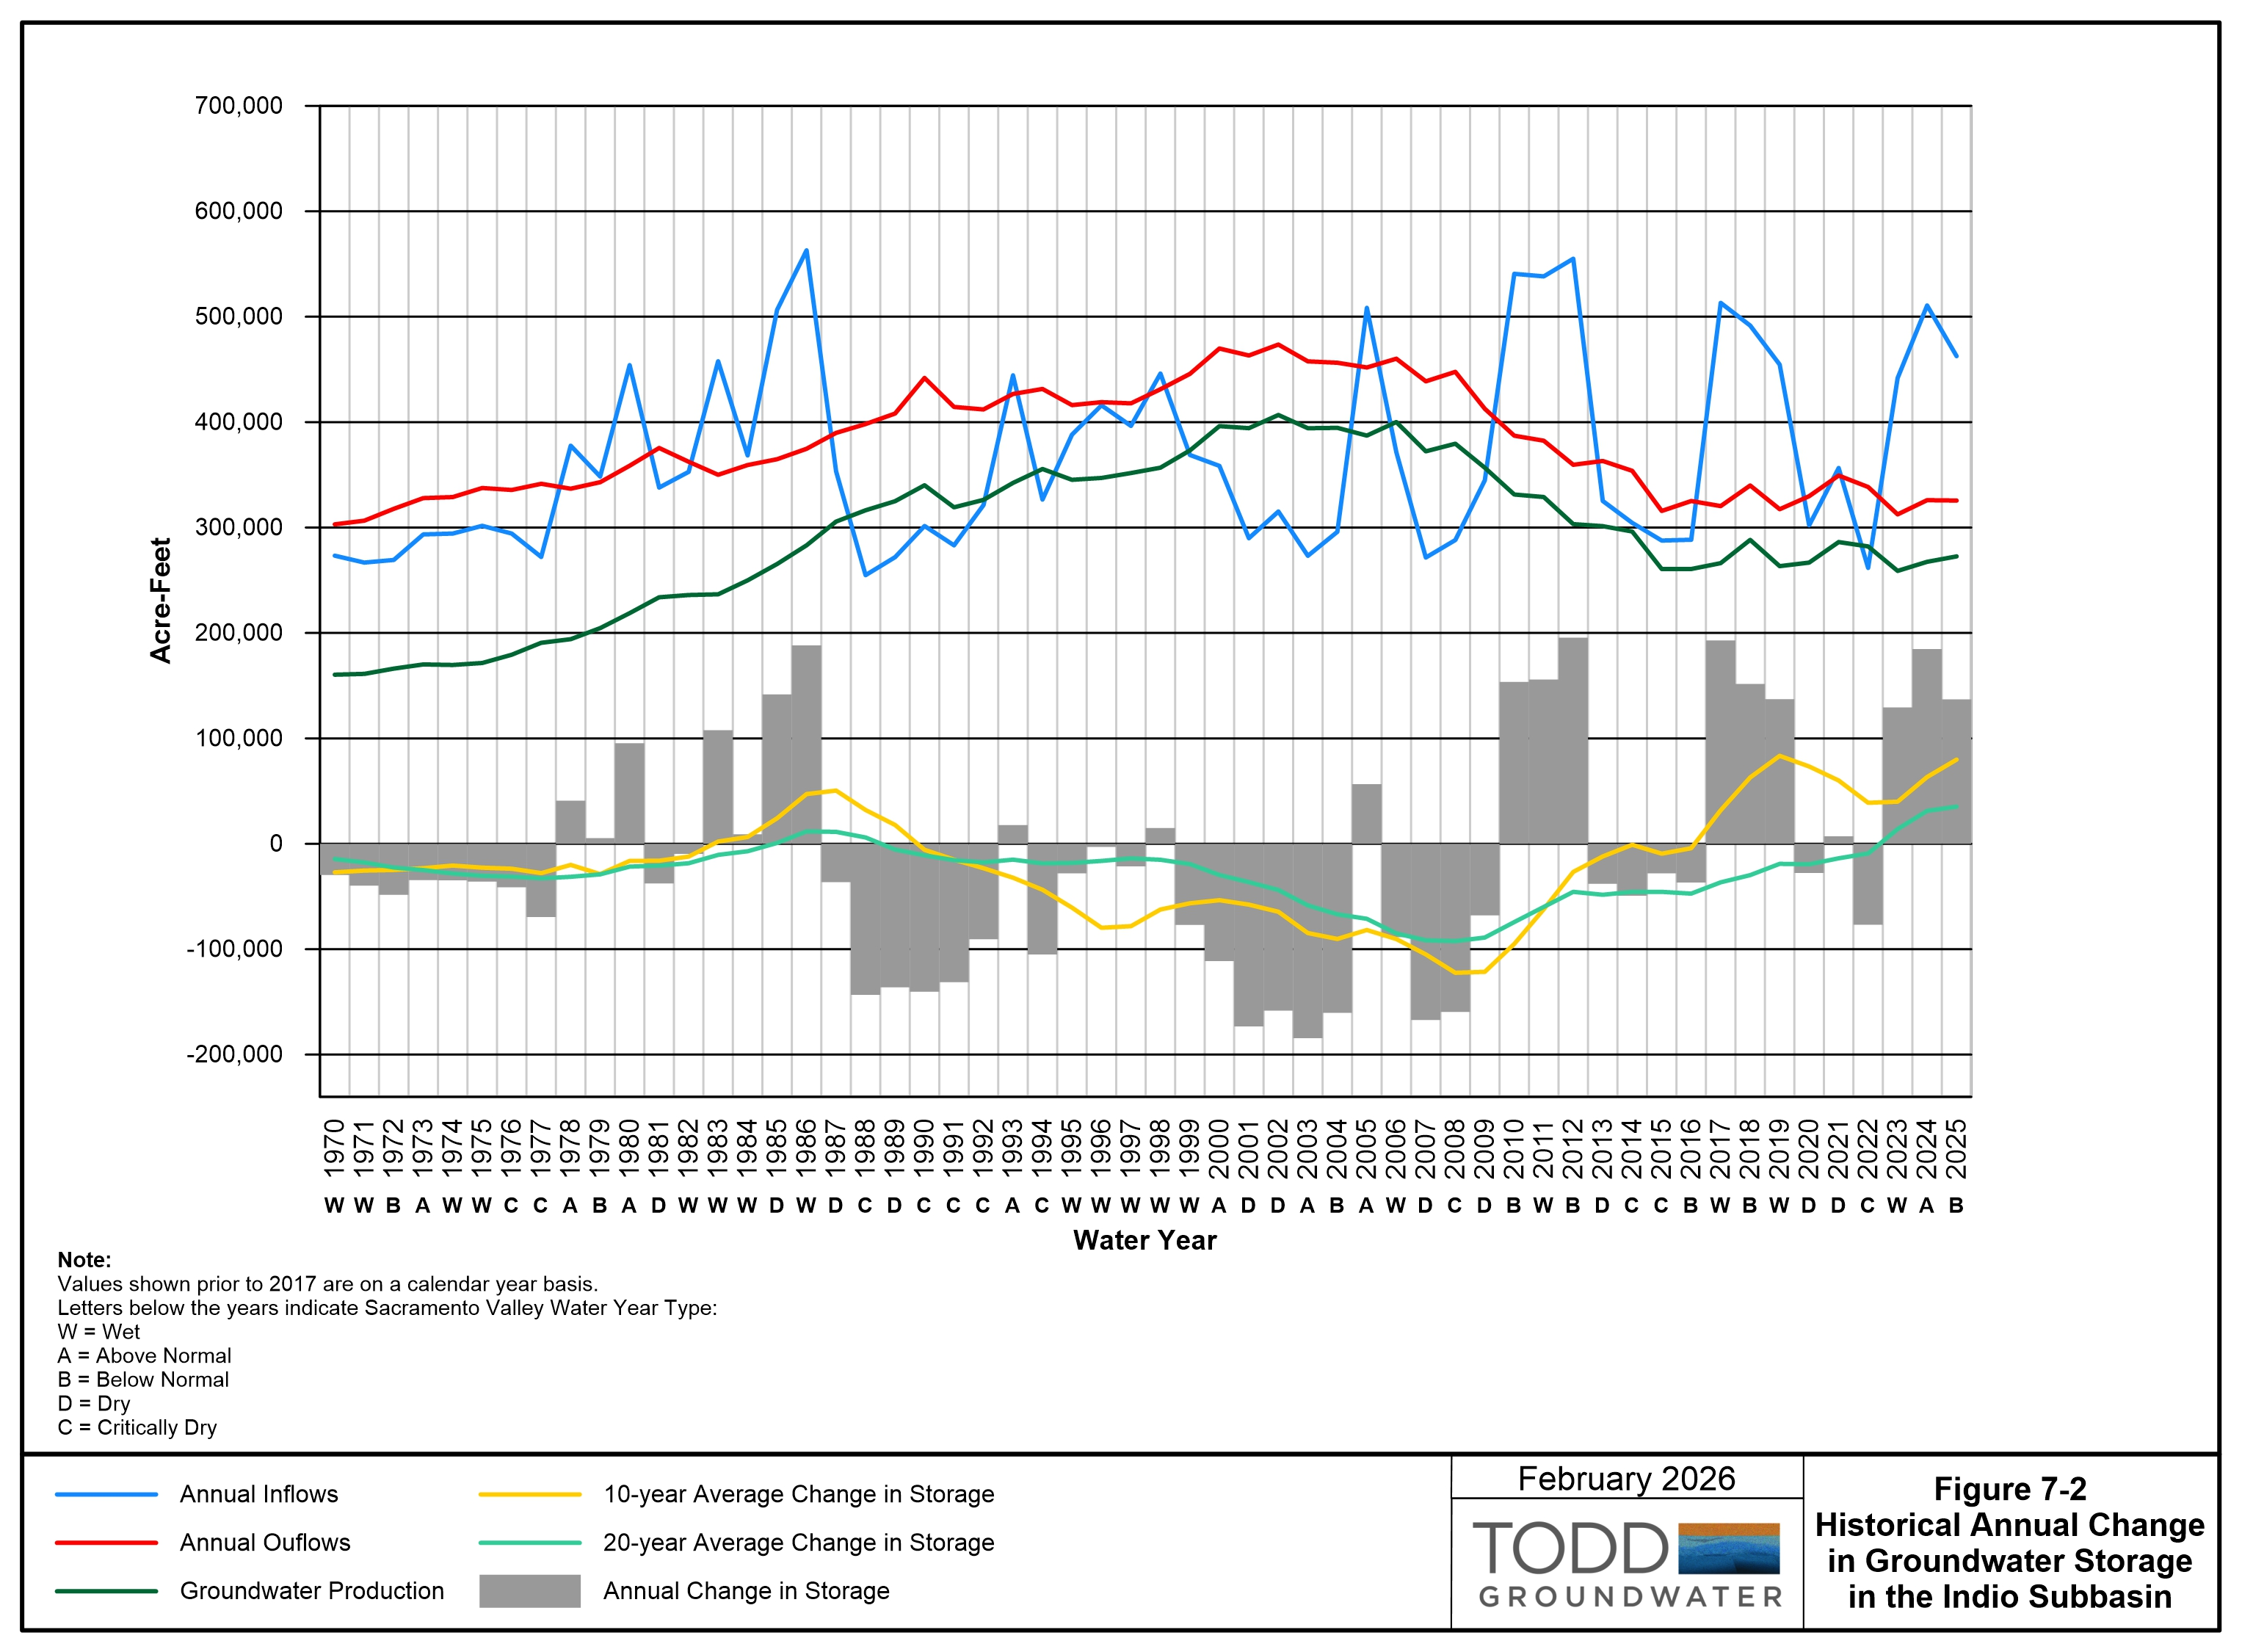 700,000
600,000
500,000
400,000
300,000
200,000
100,000
0
-100,000
-200,000
Acre-Feet
1970 1971 1972 1973 1974 1975 1976 1977 1978 1979 1980 1981 1982 1983 1984 1985 1986 1987 1988 1989 1990 1991 1992 1993 1994 1995 1996 1997 1998 1999 2000 2001 2002 2003 2004 2005 2006 2007 2008 2009 2010 2011 2012 2013 2014 2015 2016 2017 2018 2019 2020 2021 2022 2023 2024 2025
W W B A W W C C A B A D W W W D W D C D C C C A C W W W W W A D D A B A W D C D B W B D C C B W B W D D C W A B
Water Year
Note:
Values shown prior to 2017 are on a calendar year basis.
Letters below the years indicate Sacramento Valley Water Year Type:
W = Wet
A = Above Normal
B = Below Normal
D = Dry
C = Critically Dry
Annual Inflows
Annual Ouflows
Groundwater Production
10-year Average Change in Storage
20-year Average Change in Storage
Annual Change in Storage
February 2026
TODD
GROUNDWATER
Figure 7-2
Historical Annual Change
in Groundwater Storage
in the Indio Subbasin